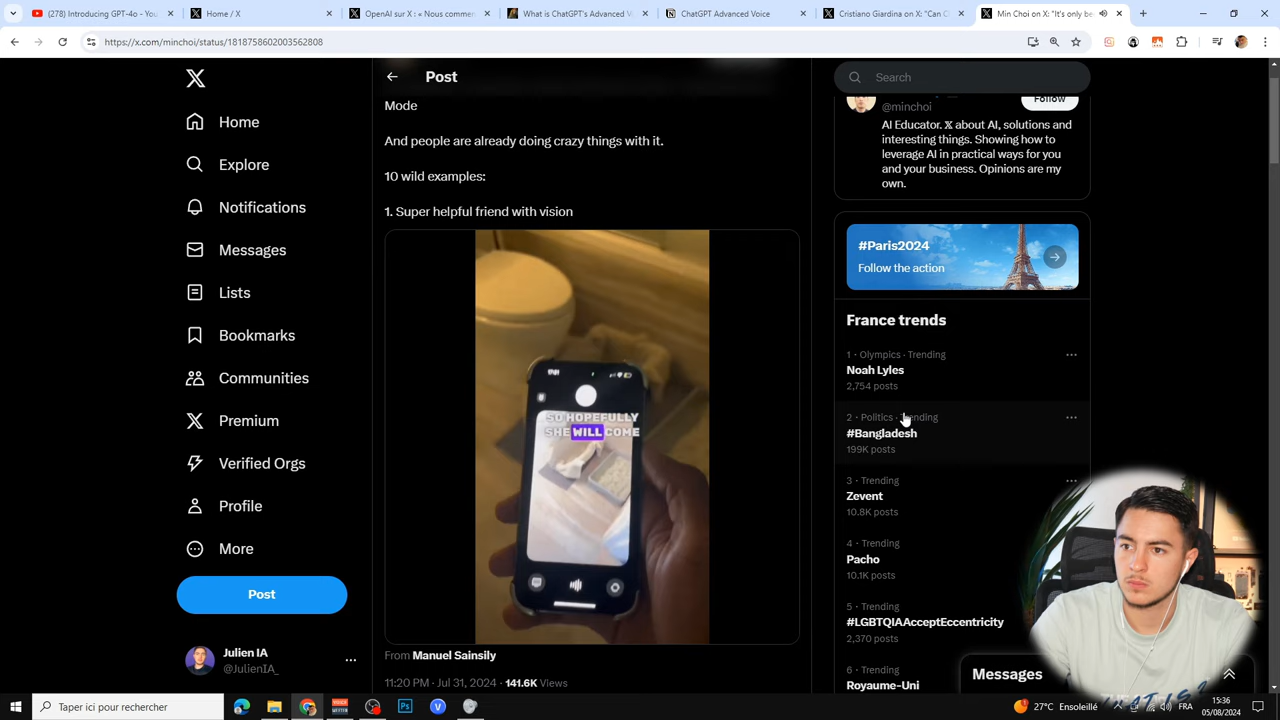 (278) Introducing GPT-4o - You
Home / X
OpenAI sur X : « Nous commen
What is ChatGPT's Advanced Vo
ChatGPT Advanced Voice
Cristiano Giardina on X: "Can C
Min Choi on X: "It's only be
https://x.com/minchoi/status/1818758602003562808
Home
Explore
Notifications
Messages
Lists
Bookmarks
Communities
Premium
Verified Orgs
Profile
More
Post
Julien IA
@JulienIA_
Post
Mode
And people are already doing crazy things with it.
10 wild examples:
1. Super helpful friend with vision
SO HOPEFULLY
SHE WILL COME
From Manuel Sainsily
11:20 PM · Jul 31, 2024 · 141.6K Views
Search
@minchoi
Follow
AI Educator. 𝕏 about AI, solutions and
interesting things. Showing how to
leverage AI in practical ways for you
and your business. Opinions are my
own.
#Paris2024
Follow the action
France trends
1 · Olympics · Trending
Noah Lyles
2,754 posts
2 · Politics · Trending
#Bangladesh
199K posts
3 · Trending
Zevent
10.8K posts
4 · Trending
Pacho
10.1K posts
5 · Trending
#LGBTQIAAcceptEccentricity
2,370 posts
6 · Trending
Royaume-Uni
Messages
Taper ici pour rechercher
27°C Ensoleillé
FRA
15:36
05/08/2024